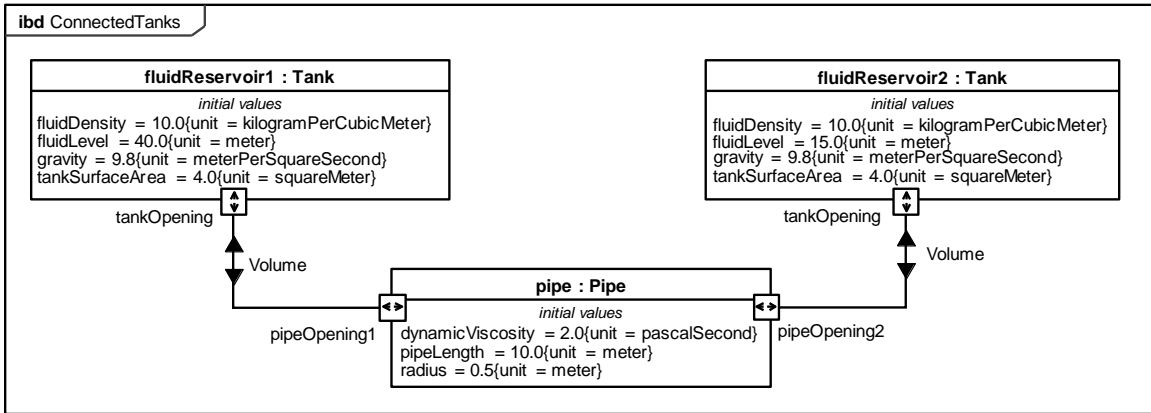 ibd ConnectedTanks
fluidReservoir1 : Tank
initial values
fluidDensity = 10.0{unit = kilogramPerCubicMeter}
fluidLevel = 40.0{unit = meter}
gravity = 9.8{unit = meterPerSquareSecond}
tankSurfaceArea = 4.0{unit = squareMeter}
tankOpening
Volume
fluidReservoir2 : Tank
initial values
fluidDensity = 10.0{unit = kilogramPerCubicMeter}
fluidLevel = 15.0{unit = meter}
gravity = 9.8{unit = meterPerSquareSecond}
tankSurfaceArea = 4.0{unit = squareMeter}
tankOpening
Volume
pipe : Pipe
initial values
dynamicViscosity = 2.0{unit = pascalSecond}
pipeLength = 10.0{unit = meter}
radius = 0.5{unit = meter}
pipeOpening1
pipeOpening2